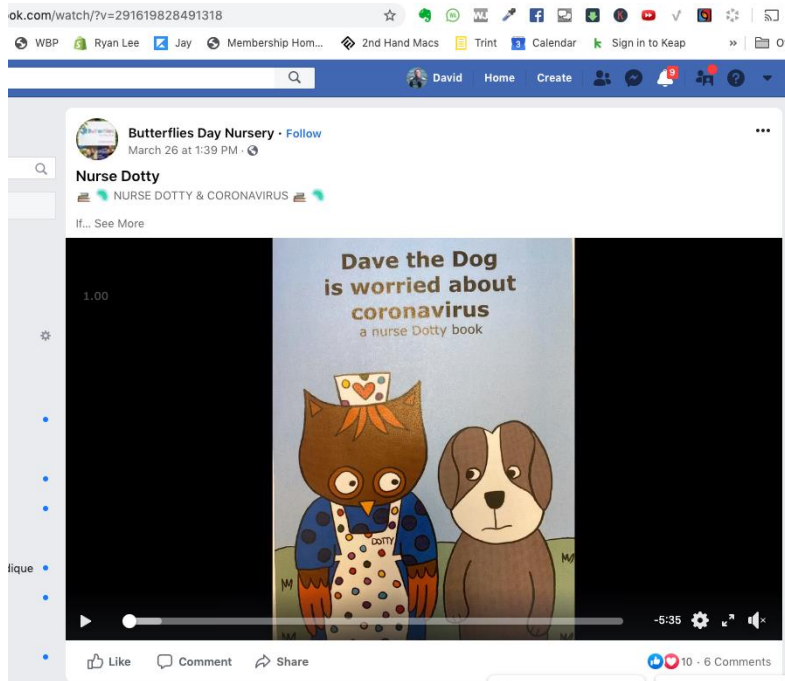 ok.com/watch/?v=291619828491318
WBP Ryan Lee Jay Membership Hom... 2nd Hand Macs Trint 3 Calendar Sign in to Keap » O
David Home Create 9
Butterflies Day Nursery · Follow
March 26 at 1:39 PM ·
Nurse Dotty
NURSE DOTTY & CORONAVIRUS
If... See More
1.00
Dave the Dog
is worried about
coronavirus
a nurse Dotty book
DOTTY
dique
-5:35
Like Comment Share 10 · 6 Comments